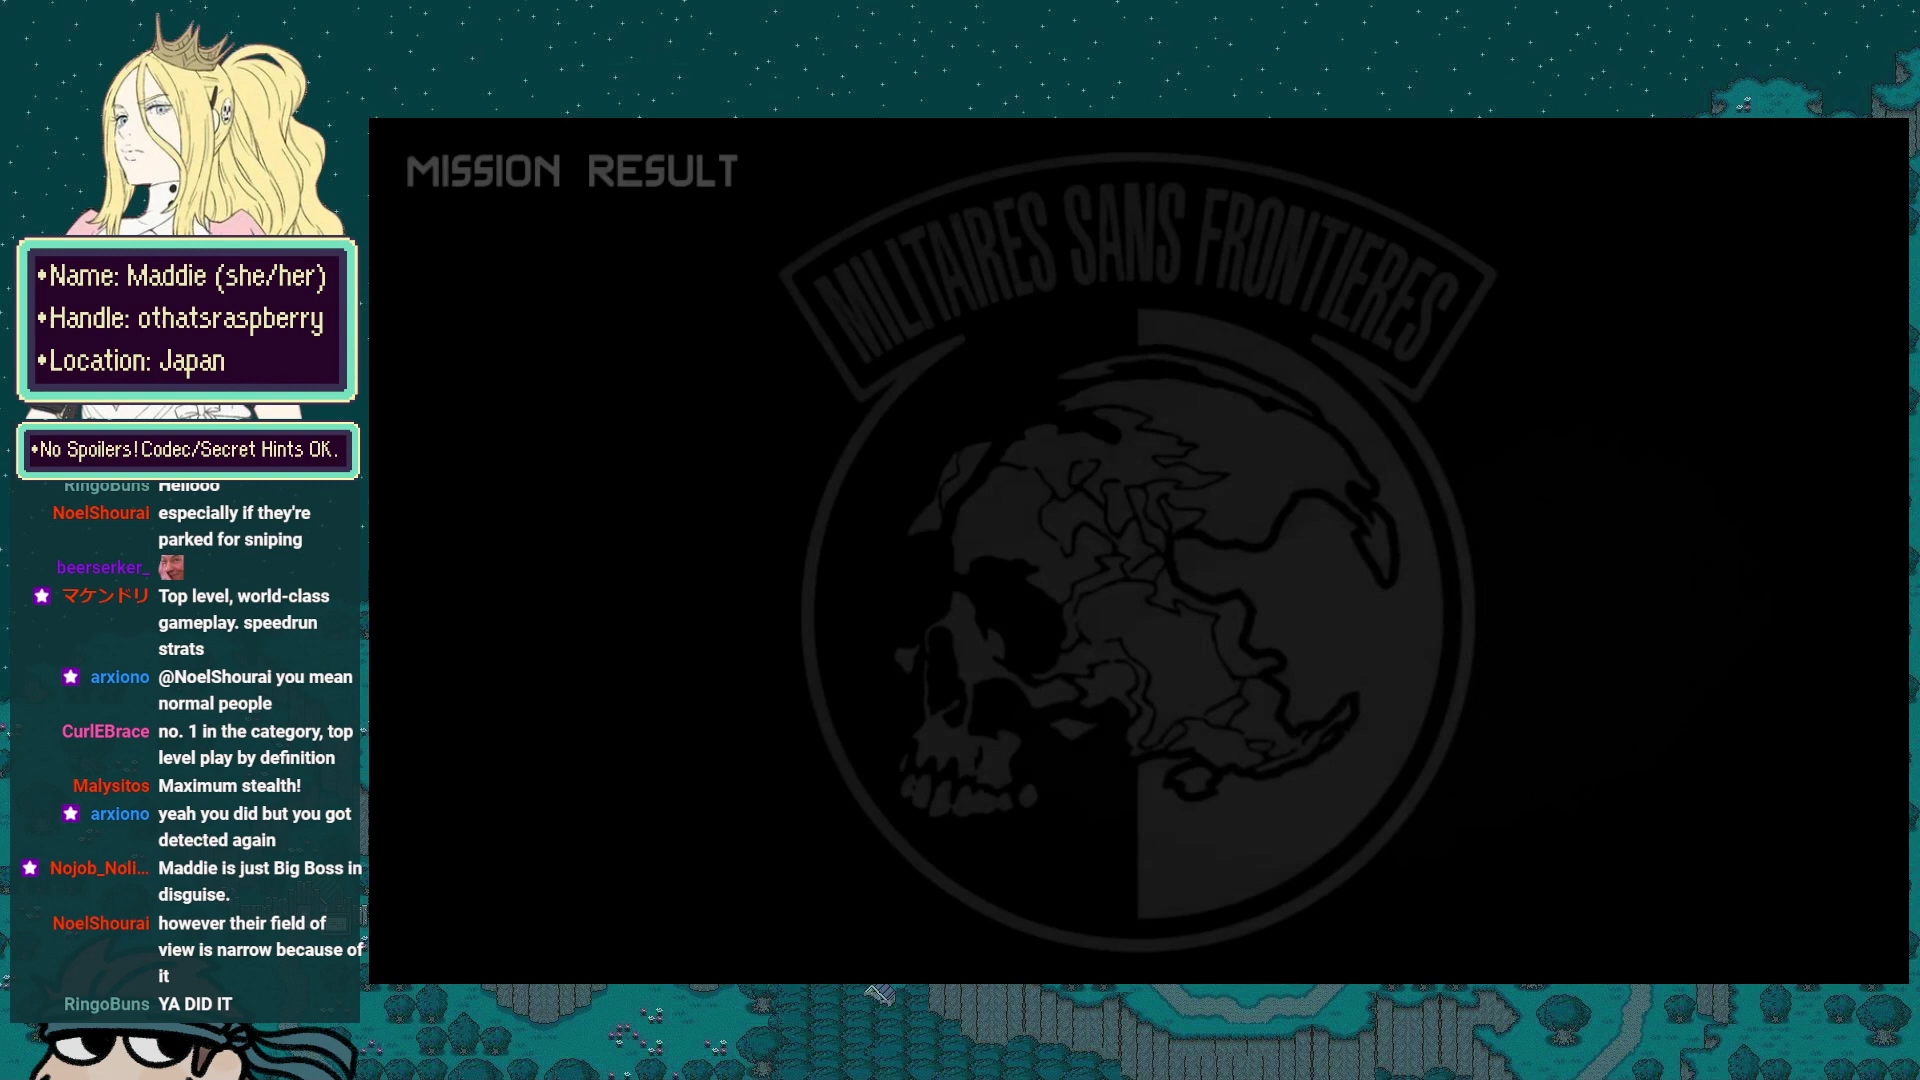 •Name: Maddie (she/her)
•Handle: othatsraspberry
•Location: Japan
•No Spoilers!Codec/Secret Hints OK.
RingoBuns Hellooo
NoelShourai especially if they're
parked for sniping
beerserker_
マケンドリ Top level, world-class
gameplay. speedrun
strats
arxiono @NoelShourai you mean
normal people
CurlEBrace no. 1 in the category, top
level play by definition
Malysitos Maximum stealth!
arxiono yeah you did but you got
detected again
Nojob_Noli... Maddie is just Big Boss in
disguise.
NoelShourai however their field of
view is narrow because of
it
RingoBuns YA DID IT
MISSION RESULT
MILITAIRES SANS FRONTIERES